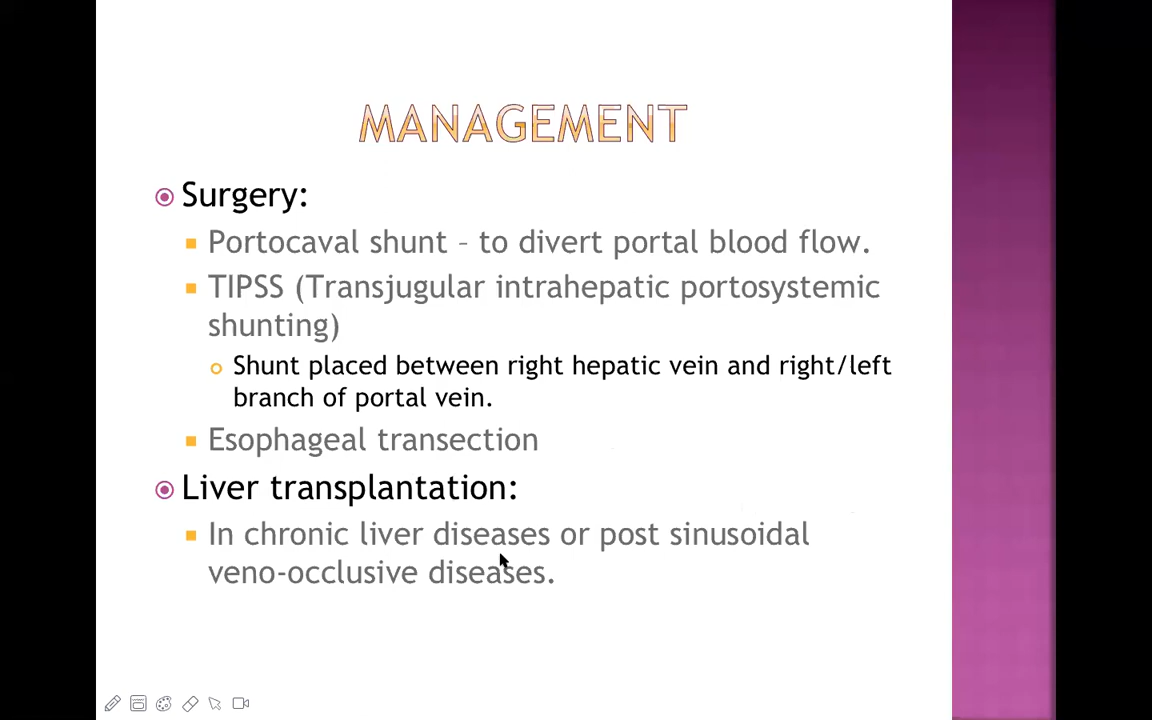 MANAGEMENT
Surgery:
Portocaval shunt – to divert portal blood flow.
TIPSS (Transjugular intrahepatic portosystemic
shunting)
Shunt placed between right hepatic vein and right/left
branch of portal vein.
Esophageal transection
Liver transplantation:
In chronic liver diseases or post sinusoidal
veno-occlusive diseases.